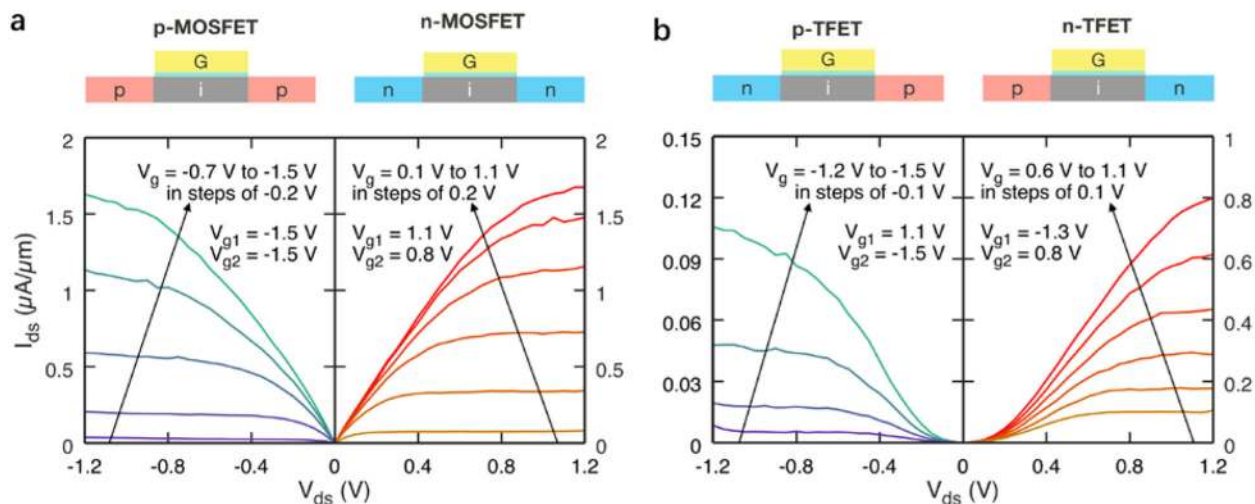 a
p-MOSFET
n-MOSFET
G
p
i
p
G
n
i
n
b
p-TFET
n-TFET
G
n
i
p
G
p
i
n
I_ds (μA/μm)
2
1.5
1
0.5
0
V_g = -0.7 V to -1.5 V
in steps of -0.2 V
V_g1 = -1.5 V
V_g2 = -1.5 V
V_g = 0.1 V to 1.1 V
in steps of 0.2 V
V_g1 = 1.1 V
V_g2 = 0.8 V
2
1.5
1
0.5
0
-1.2 -0.8 -0.4 0 0.4 0.8 1.2
V_ds (V)
0.15
0.12
0.09
0.06
0.03
0
V_g = -1.2 V to -1.5 V
in steps of -0.1 V
V_g1 = 1.1 V
V_g2 = -1.5 V
V_g = 0.6 V to 1.1 V
in steps of 0.1 V
V_g1 = -1.3 V
V_g2 = 0.8 V
1
0.8
0.6
0.4
0.2
0
-1.2 -0.8 -0.4 0 0.4 0.8 1.2
V_ds (V)